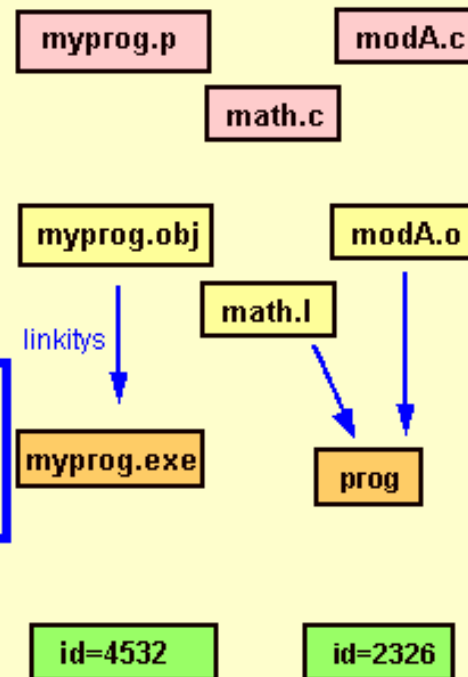 myprog.p
modA.c
math.c
myprog.obj
modA.o
math.l
linkitys
myprog.exe
prog
id=4532
id=2326